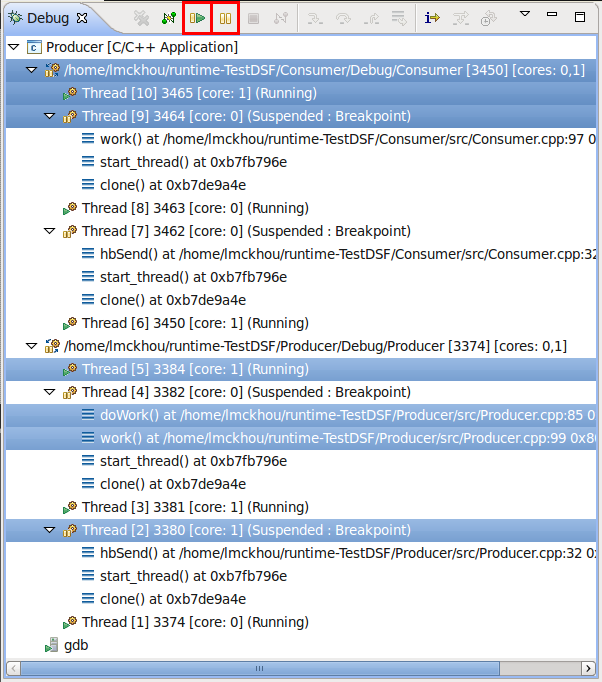 Debug
Producer [C/C++ Application]
/home/lmckhou/runtime-TestDSF/Consumer/Debug/Consumer [3450] [cores: 0,1]
Thread [10] 3465 [core: 1] (Running)
Thread [9] 3464 [core: 0] (Suspended : Breakpoint)
work() at /home/lmckhou/runtime-TestDSF/Consumer/src/Consumer.cpp:97 0
start_thread() at 0xb7fb796e
clone() at 0xb7de9a4e
Thread [8] 3463 [core: 0] (Running)
Thread [7] 3462 [core: 0] (Suspended : Breakpoint)
hbSend() at /home/lmckhou/runtime-TestDSF/Consumer/src/Consumer.cpp:32
start_thread() at 0xb7fb796e
clone() at 0xb7de9a4e
Thread [6] 3450 [core: 1] (Running)
/home/lmckhou/runtime-TestDSF/Producer/Debug/Producer [3374] [cores: 0,1]
Thread [5] 3384 [core: 1] (Running)
Thread [4] 3382 [core: 0] (Suspended : Breakpoint)
doWork() at /home/lmckhou/runtime-TestDSF/Producer/src/Producer.cpp:85 0
work() at /home/lmckhou/runtime-TestDSF/Producer/src/Producer.cpp:99 0x80
start_thread() at 0xb7fb796e
clone() at 0xb7de9a4e
Thread [3] 3381 [core: 1] (Running)
Thread [2] 3380 [core: 1] (Suspended : Breakpoint)
hbSend() at /home/lmckhou/runtime-TestDSF/Producer/src/Producer.cpp:32 0
start_thread() at 0xb7fb796e
clone() at 0xb7de9a4e
Thread [1] 3374 [core: 0] (Running)
gdb